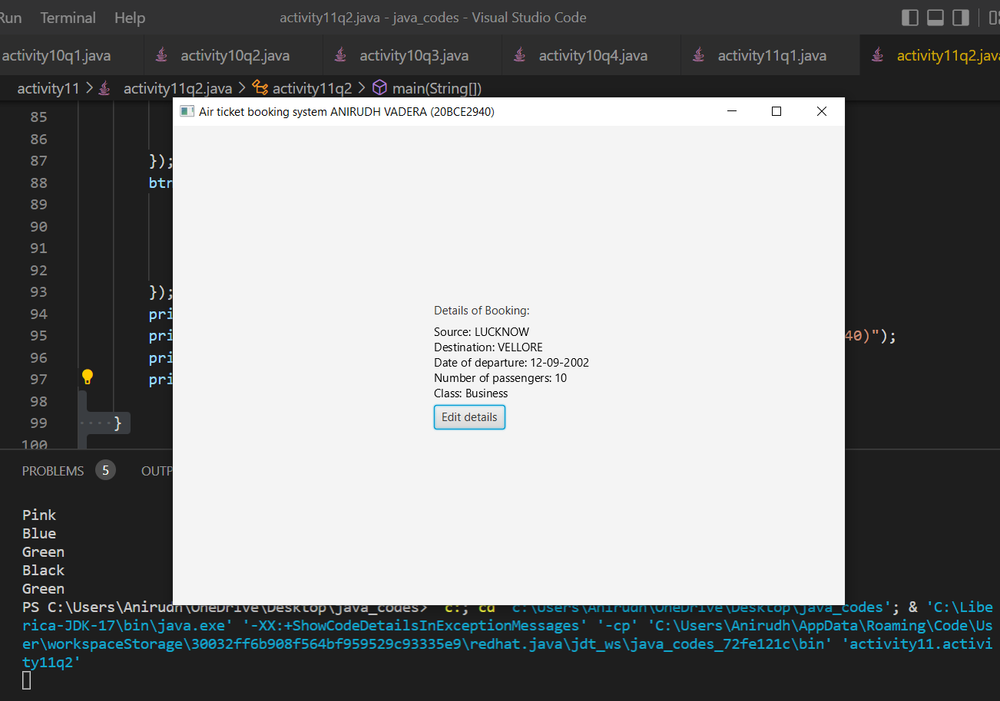 Run Terminal Help activity11q2.java - java_codes - Visual Studio Code
activity10q1.java activity10q2.java activity10q3.java activity10q4.java activity11q1.java activity11q2.java
activity11 > activity11q2.java > activity11q2 > main(String[])
Air ticket booking system ANIRUDH VADERA (20BCE2940)
85
86
87 });
88 btn
89
90
91
92
93 });
94 pri
95 pri 40)");
96 pri
97 pri
98
99 ····}
100
Details of Booking:
Source: LUCKNOW
Destination: VELLORE
Date of departure: 12-09-2002
Number of passengers: 10
Class: Business
Edit details
PROBLEMS 5 OUTP
Pink
Blue
Green
Black
Green
PS C:\Users\Anirudh\OneDrive\Desktop\java_codes> c:; cd 'c:\Users\Anirudh\OneDrive\Desktop\java_codes'; & 'C:\Libe
rica-JDK-17\bin\java.exe' '-XX:+ShowCodeDetailsInExceptionMessages' '-cp' 'C:\Users\Anirudh\AppData\Roaming\Code\Us
er\workspaceStorage\30032ff6b908f564bf959529c93335e9\redhat.java\jdt_ws\java_codes_72fe121c\bin' 'activity11.activi
ty11q2'